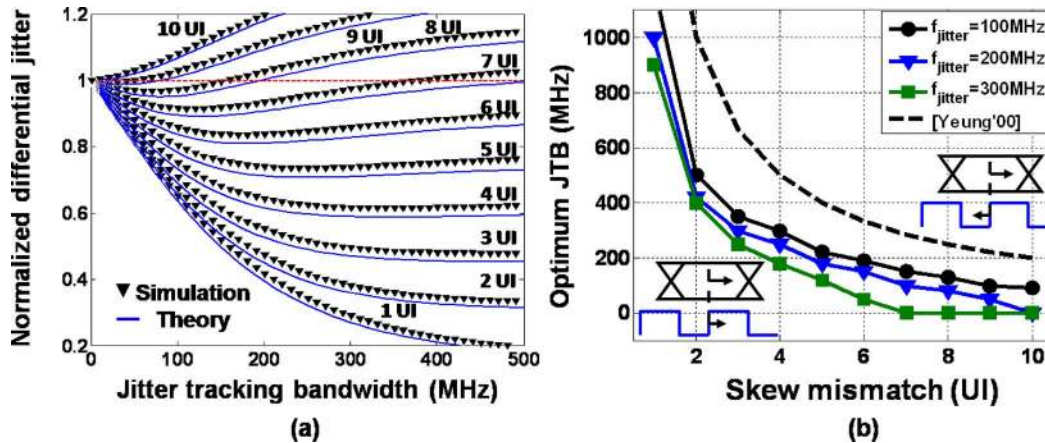 Normalized differential jitter
1.2
1
0.8
0.6
0.4
0.2
10 UI
9 UI
8 UI
7 UI
6 UI
5 UI
4 UI
3 UI
2 UI
1 UI
Simulation
Theory
0
100
200
300
400
500
Jitter tracking bandwidth (MHz)
(a)
Optimum JTB (MHz)
1000
800
600
400
200
0
f_jitter=100MHz
f_jitter=200MHz
f_jitter=300MHz
[Yeung'00]
2
4
6
8
10
Skew mismatch (UI)
(b)